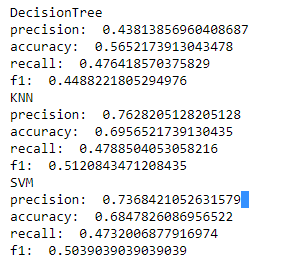 DecisionTree
precision:  0.43813856960408687
accuracy:  0.5652173913043478
recall:  0.476418570375829
f1:  0.4488221805294976
KNN
precision:  0.7628205128205128
accuracy:  0.6956521739130435
recall:  0.4788504053058216
f1:  0.5120843471208435
SVM
precision:  0.7368421052631579
accuracy:  0.6847826086956522
recall:  0.4732006877916974
f1:  0.5039039039039039